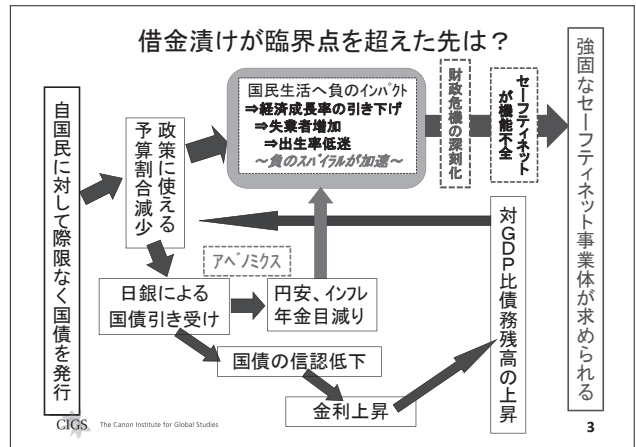 借金漬けが臨界点を超えた先は？
自国民に対して際限なく国債を発行
政策に使える
予算割合減少
国民生活へ負のｲﾝﾊﾟｸﾄ
⇒経済成長率の引き下げ
⇒失業者増加
⇒出生率低迷
～負のｽﾊﾟｲﾗﾙが加速～
財政危機の深刻化
セーフティネット
が機能不全
強固なセーフティネット事業体が求められる
アベノミクス
日銀による
国債引き受け
円安、インフレ
年金目減り
国債の信認低下
金利上昇
対GDP比債務残高の上昇
CIGS The Canon Institute for Global Studies
3